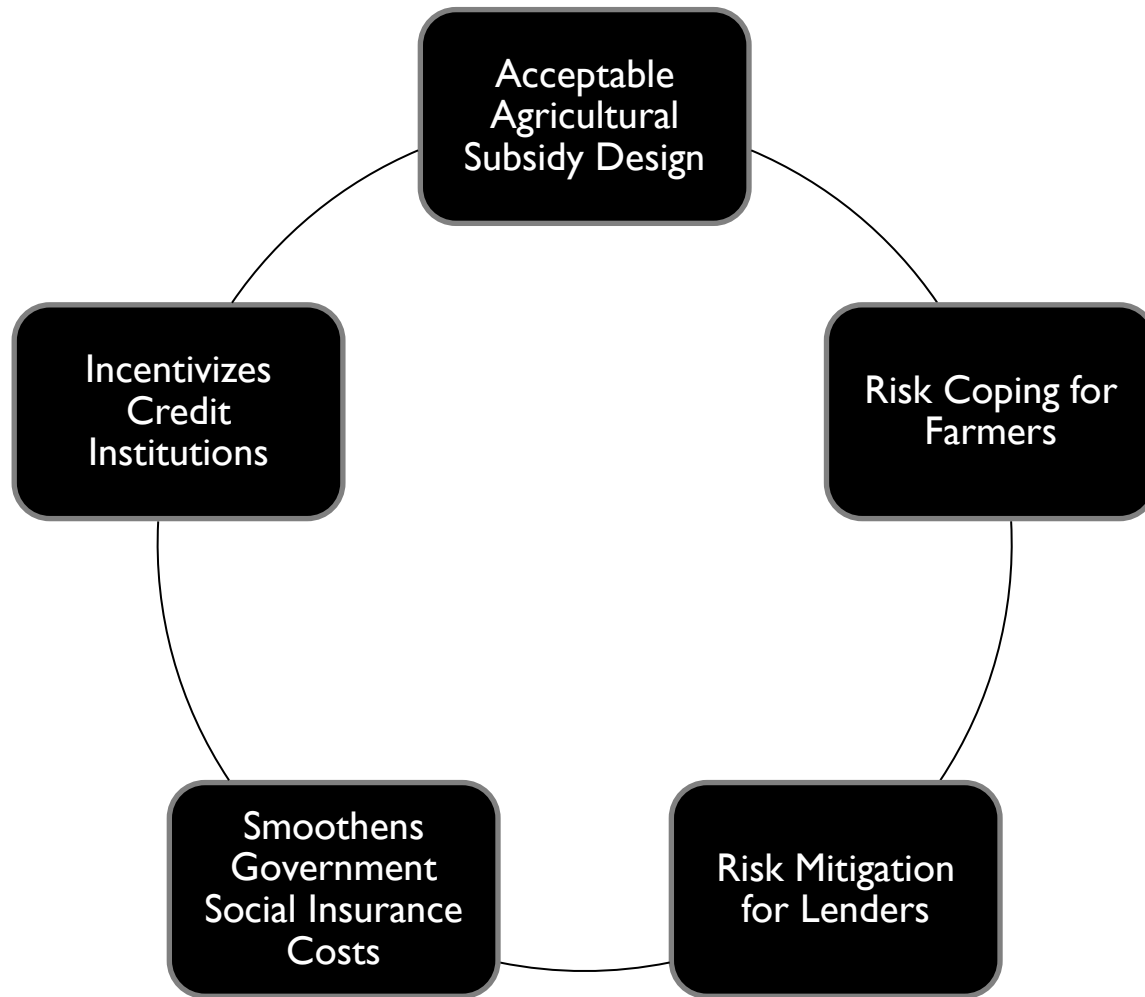 Acceptable
Agricultural
Subsidy Design
Risk Coping for
Farmers
Risk Mitigation
for Lenders
Smoothens
Government
Social Insurance
Costs
Incentivizes
Credit
Institutions